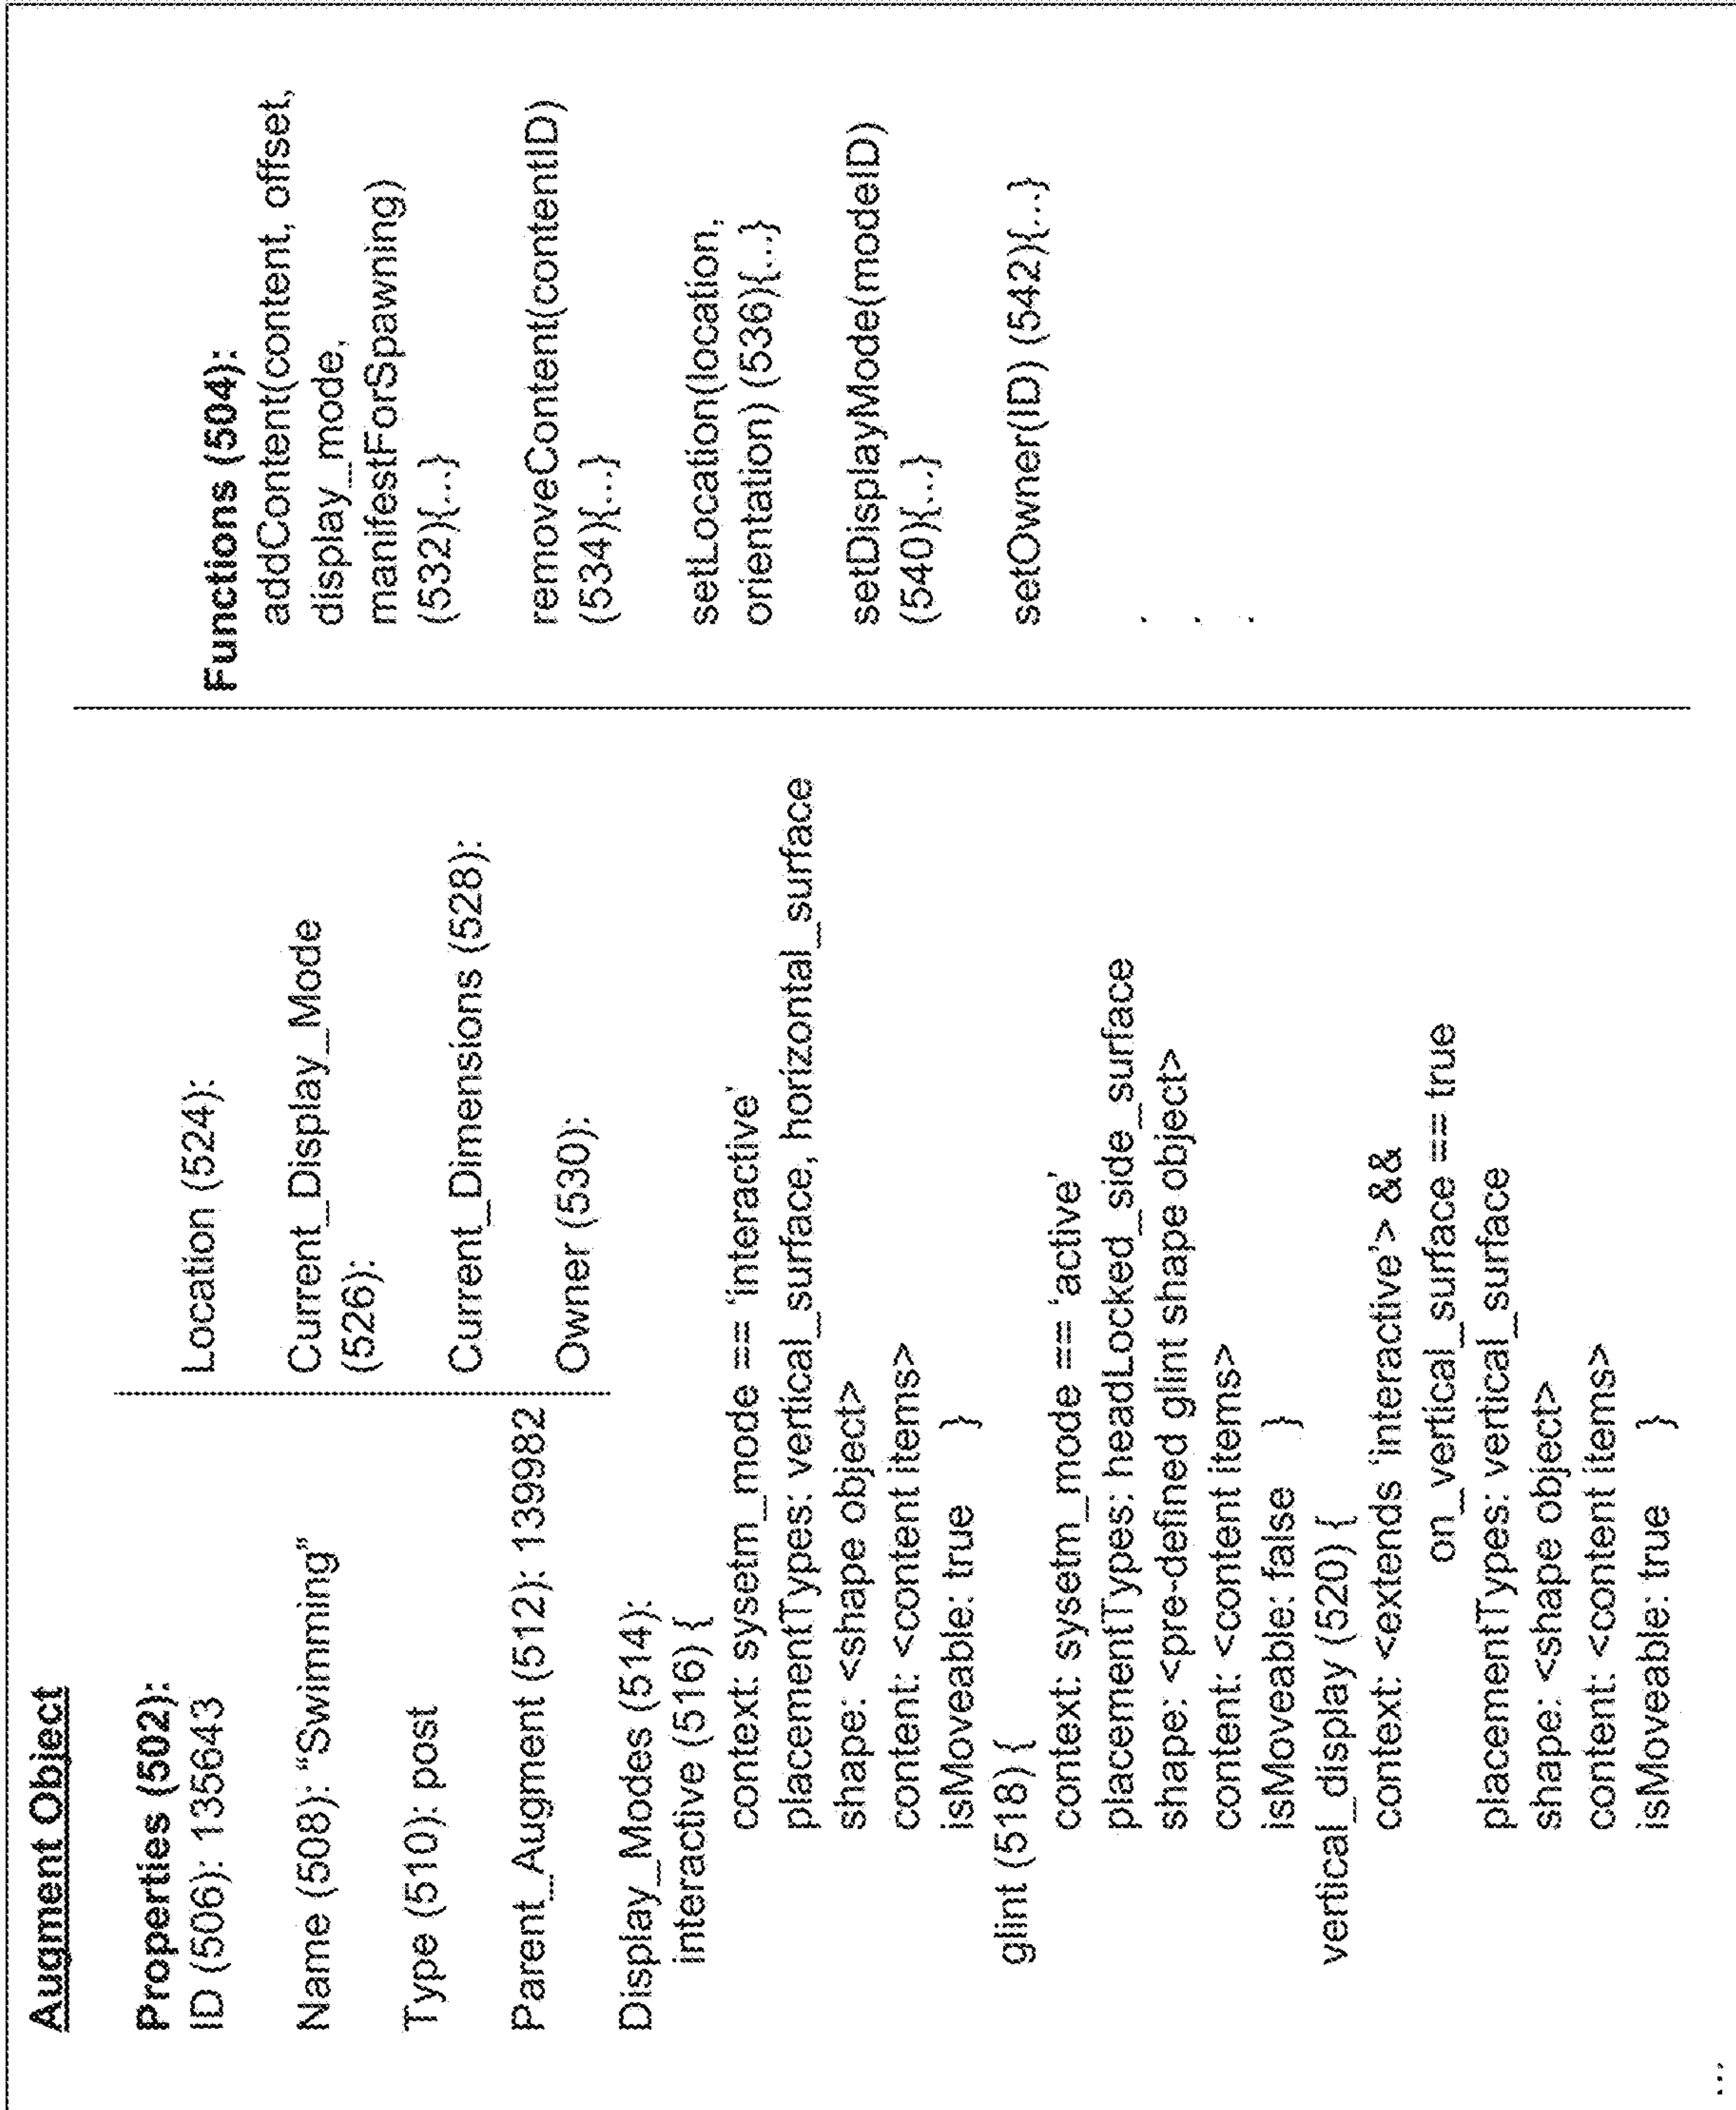 Augment Object
Properties (502):
ID (506): 135643
Name (508): “Swimming”
Type (510): post
Parent_Augment (512): 139982
Display_Modes (514):
interactive (516) {
context: sysetm_mode == ‘interactive’
placementTypes: vertical_surface, horizontal_surface
shape: <shape object>
content: <content items>
isMoveable: true }
glint (518) {
context: sysetm_mode == ‘active’
placementTypes: headLocked_side_surface
shape: <pre-defined glint shape object>
content: <content items>
isMoveable: false }
vertical_display (520) {
context: <extends ‘interactive’> &&
on_vertical_surface == true
placementTypes: vertical_surface
shape: <shape object>
content: <content items>
isMoveable: true }
...
Location (524):
Current_Display_Mode
(526):
Current_Dimensions (528):
Owner (530):
Functions (504):
addContent(content, offset,
display_mode,
manifestForSpawning)
(532){...}
removeContent(contentID)
(534){...}
setLocation(location,
orientation) (536){...}
setDisplayMode(modeID)
(540){...}
setOwner(ID) (542){...}
.
.
.